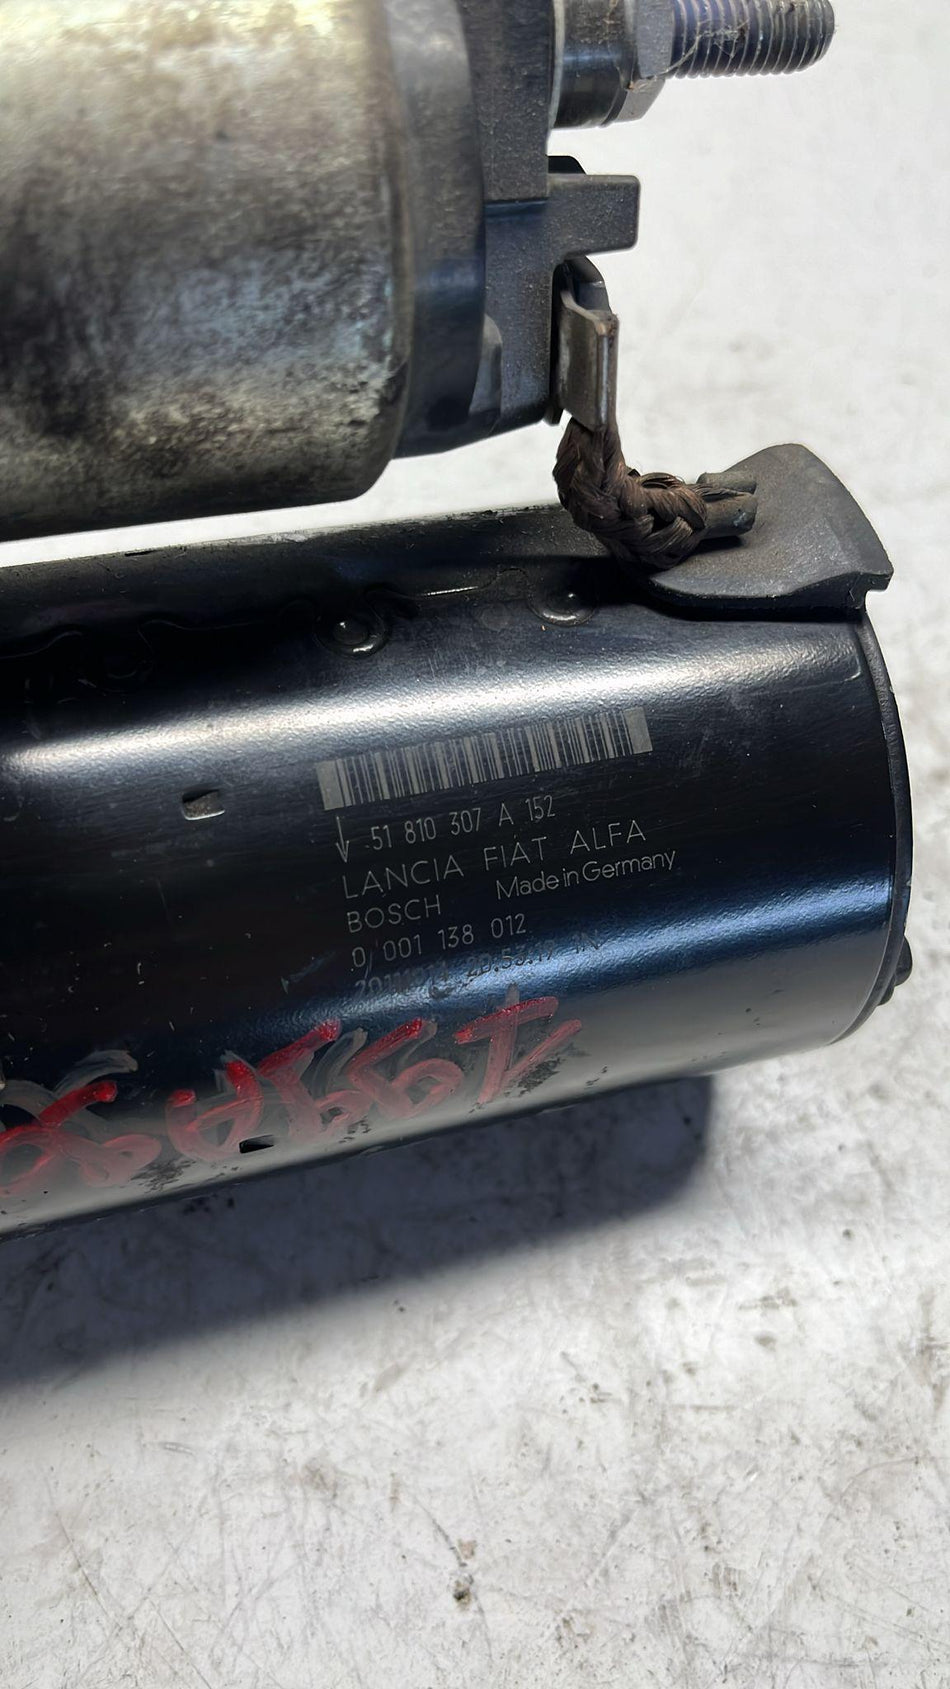 51 810 307 A 152
LANCIA FIAT ALFA
BOSCH Made in Germany
0 001 138 012